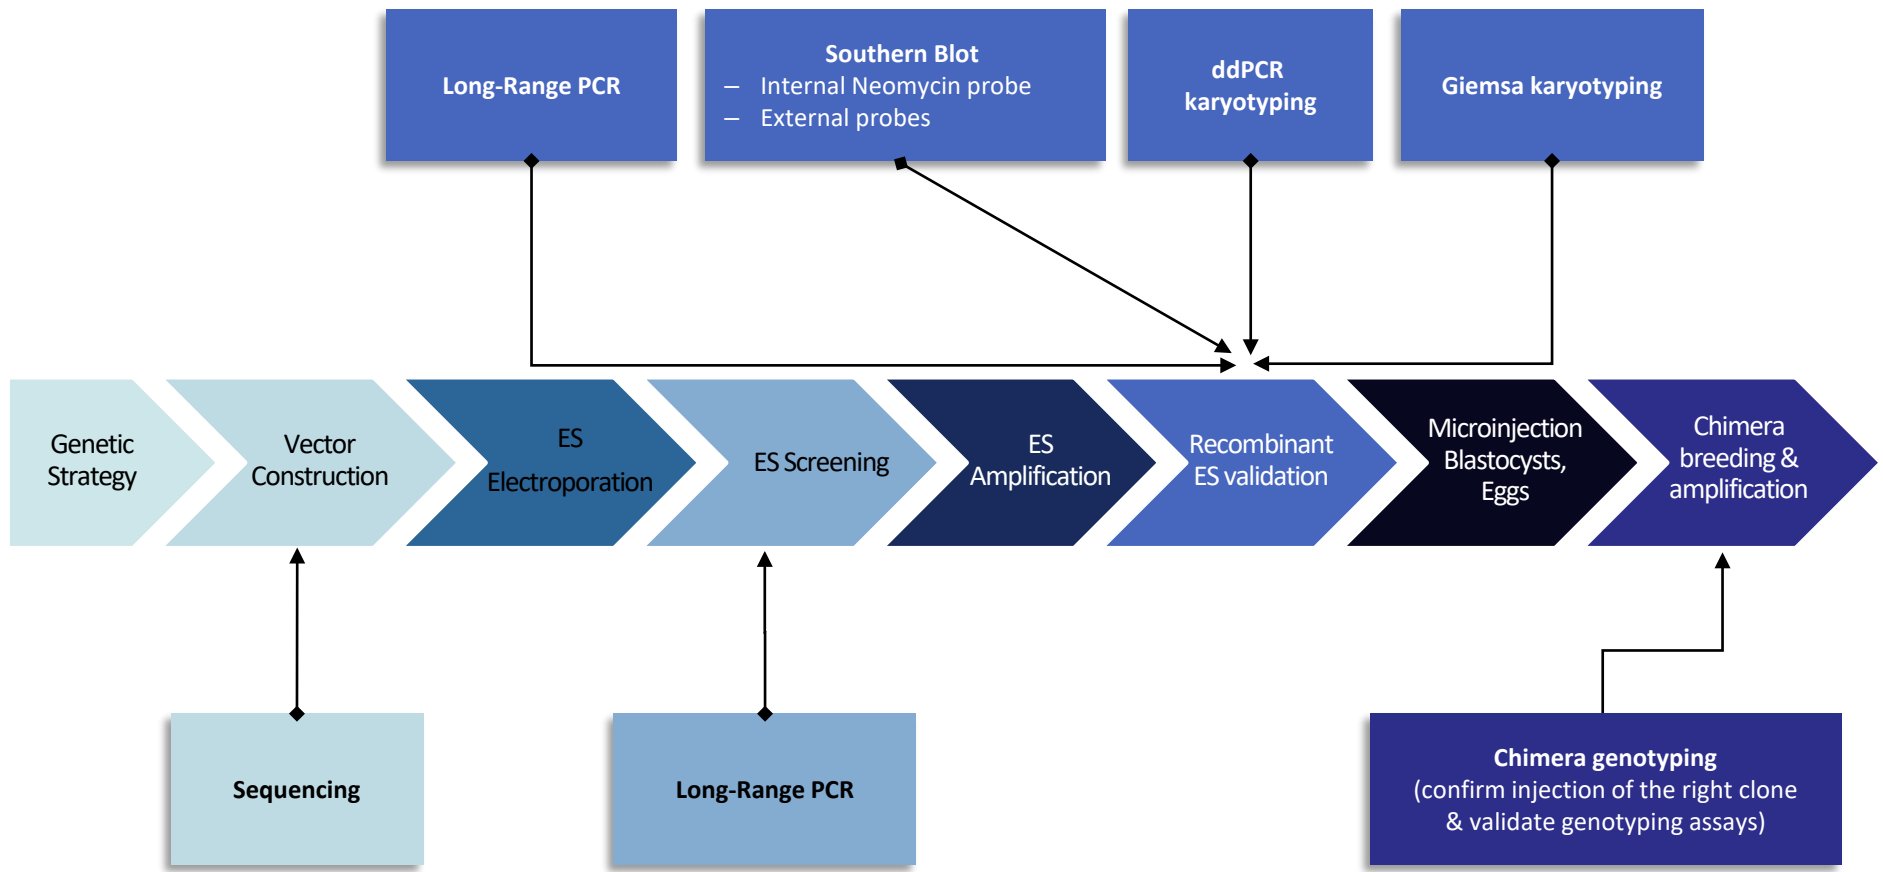 Long-Range PCR
Southern Blot
– Internal Neomycin probe
– External probes
ddPCR
karyotyping
Giemsa karyotyping
Genetic
Strategy
Vector
Construction
ES
Electroporation
ES Screening
ES
Amplification
Recombinant
ES validation
Microinjection
Blastocysts,
Eggs
Chimera
breeding &
amplification
Sequencing
Long-Range PCR
Chimera genotyping
(confirm injection of the right clone
& validate genotyping assays)